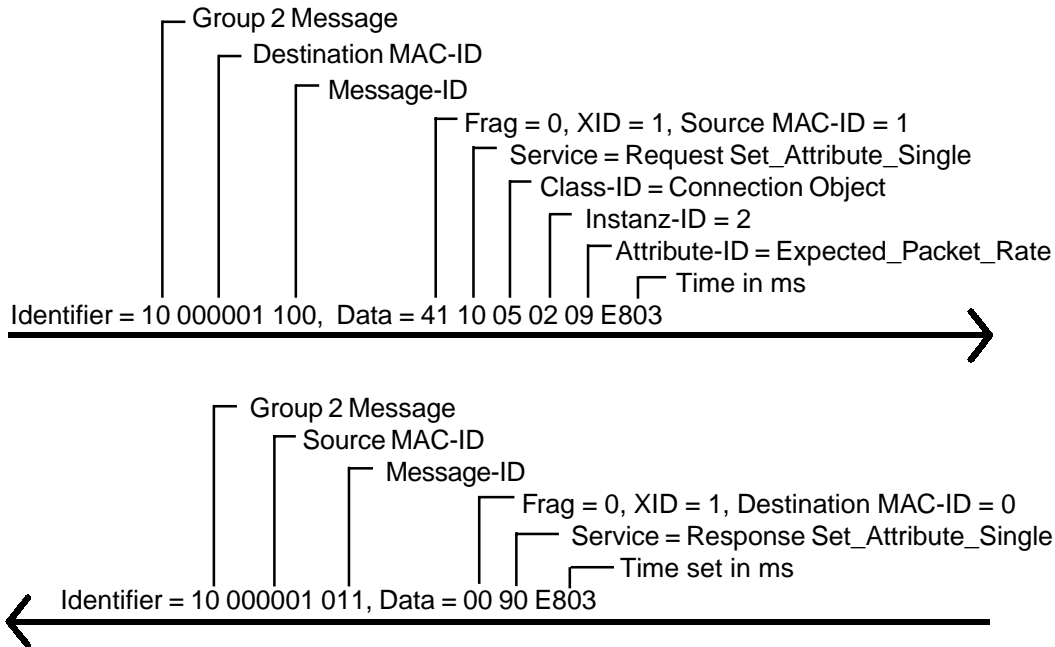 Group 2 Message
Destination MAC-ID
Message-ID
Frag = 0, XID = 1, Source MAC-ID = 1
Service = Request Set_Attribute_Single
Class-ID = Connection Object
Instanz-ID = 2
Attribute-ID = Expected_Packet_Rate
Time in ms
Identifier = 10 000001 100, Data = 41 10 05 02 09 E803
Group 2 Message
Source MAC-ID
Message-ID
Frag = 0, XID = 1, Destination MAC-ID = 0
Service = Response Set_Attribute_Single
Time set in ms
Identifier = 10 000001 011, Data = 00 90 E803